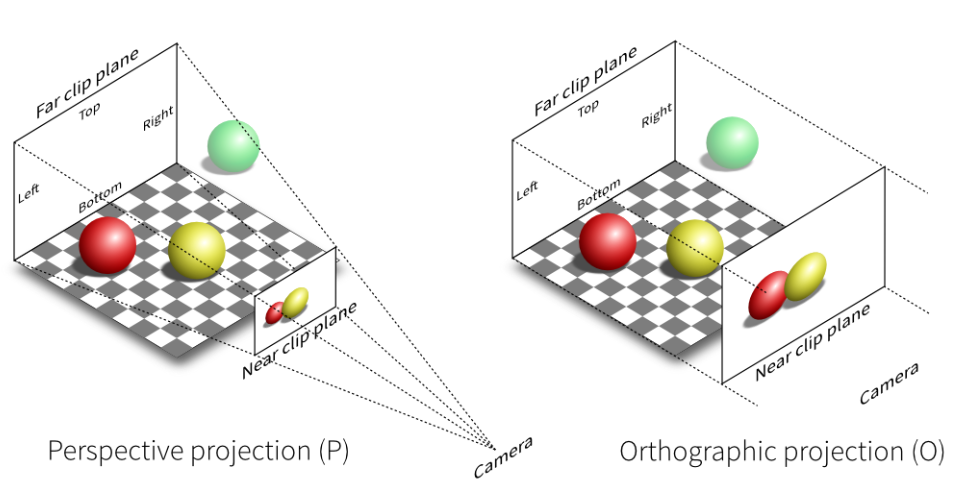 Far clip plane
Top
Right
Left
Bottom
Near clip plane
Camera
Perspective projection (P)
Far clip plane
Top
Right
Left
Bottom
Near clip plane
Camera
Orthographic projection (O)